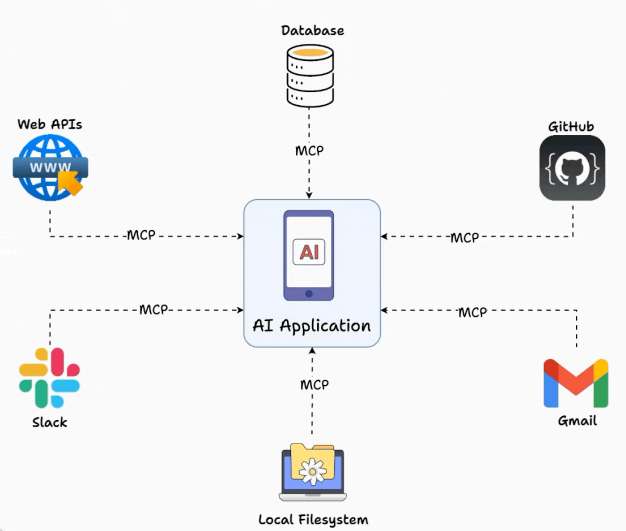 Database
MCP
Web APIs
WWW
GitHub
MCP
MCP
AI
AI Application
MCP
MCP
Slack
MCP
Gmail
Local Filesystem